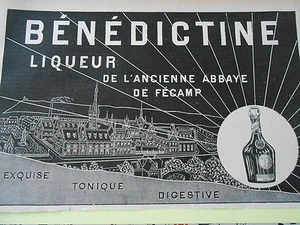 BÉNÉDICTINE
LIQUEUR
DE L'ANCIENNE ABBAYE
DE FÉCAMP
EXQUISE
TONIQUE
DIGESTIVE